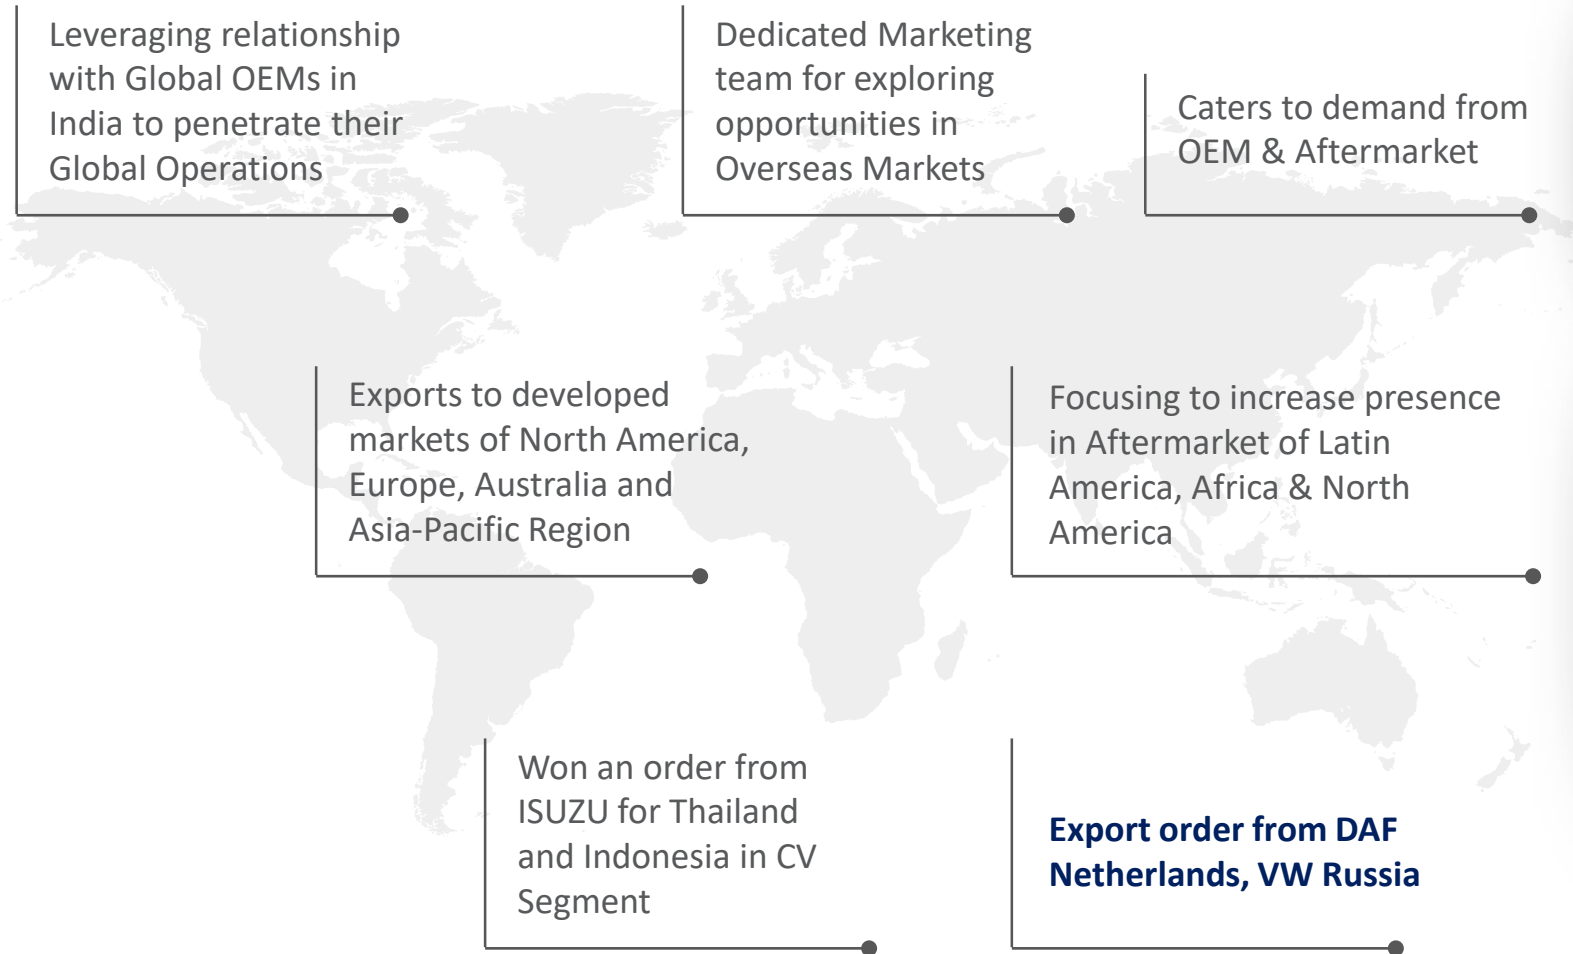 Leveraging relationship
with Global OEMs in
India to penetrate their
Global Operations
Dedicated Marketing
team for exploring
opportunities in
Overseas Markets
Caters to demand from
OEM & Aftermarket
Exports to developed
markets of North America,
Europe, Australia and
Asia-Pacific Region
Focusing to increase presence
in Aftermarket of Latin
America, Africa & North
America
Won an order from
ISUZU for Thailand
and Indonesia in CV
Segment
Export order from DAF
Netherlands, VW Russia